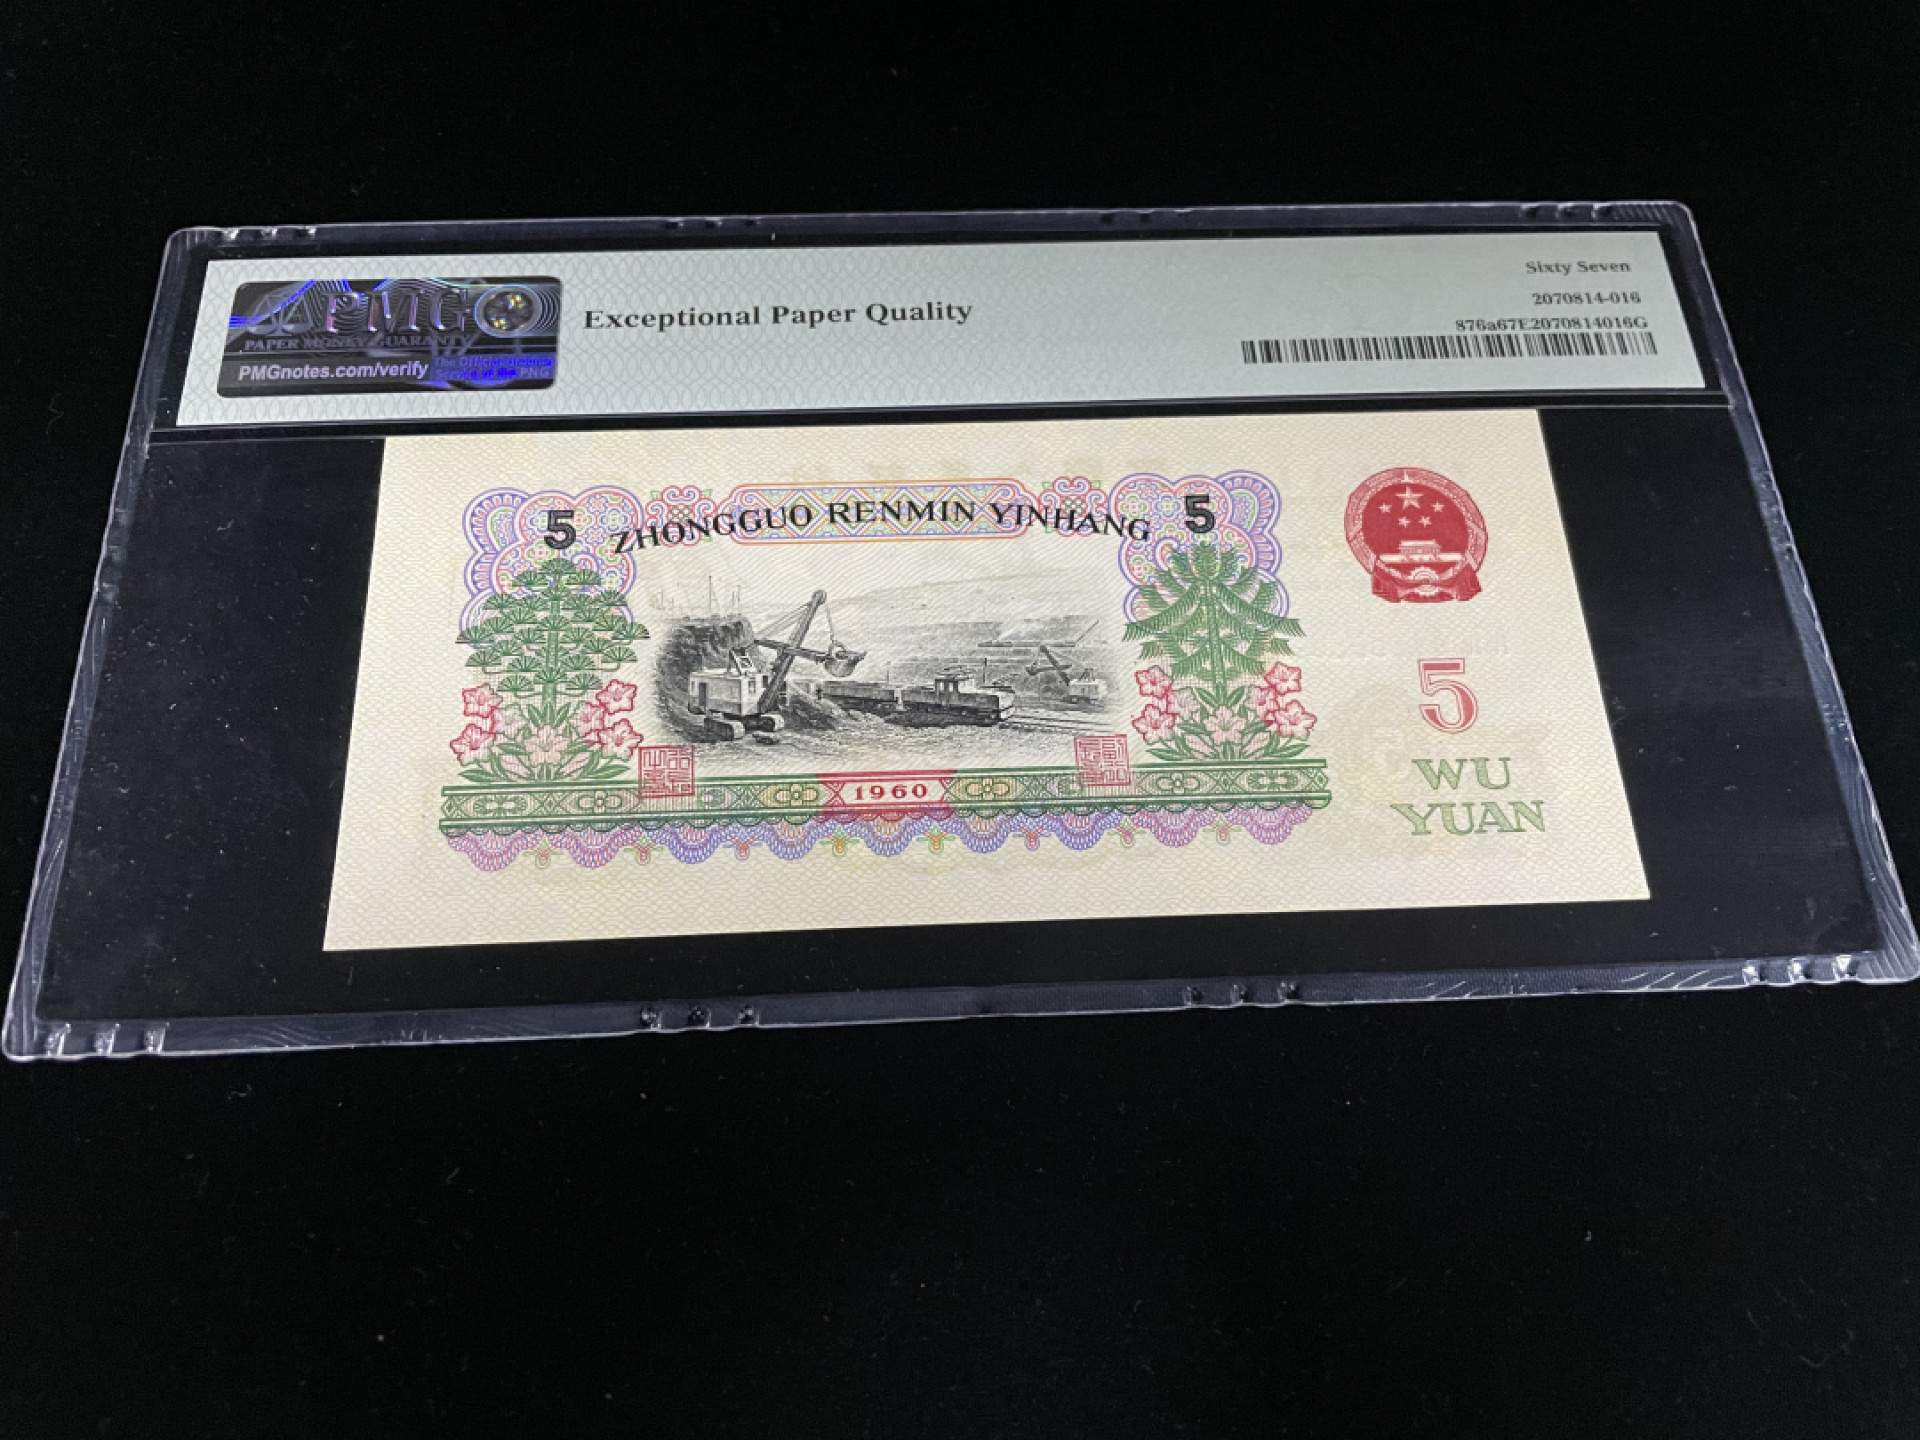 PMG
PAPER MONEY GUARANTY
PMGnotes.com/verify
Exceptional Paper Quality
Sixty Seven
2070814-016
876a67E2070814016G
5 ZHONGGUO RENMIN YINHANG 5
1960
5
WU
YUAN